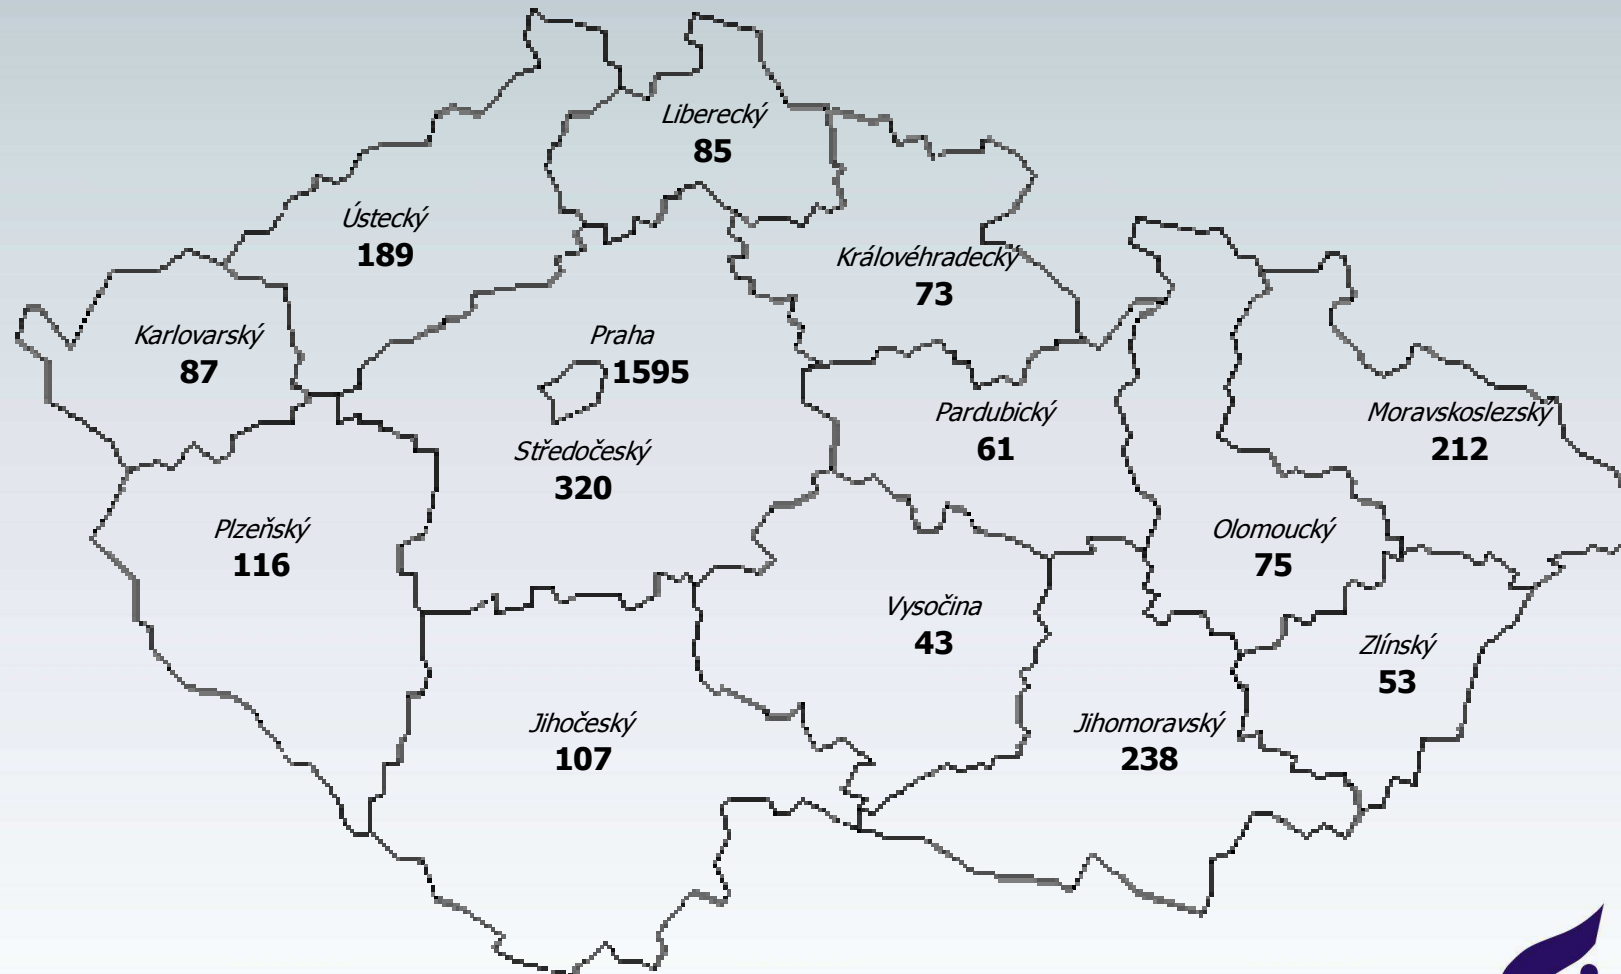 Liberecký
85
Ústecký
189
Královéhradecký
73
Karlovarský
87
Praha
1595
Pardubický
61
Moravskoslezský
212
Středočeský
320
Plzeňský
116
Olomoucký
75
Vysočina
43
Zlínský
53
Jihočeský
107
Jihomoravský
238